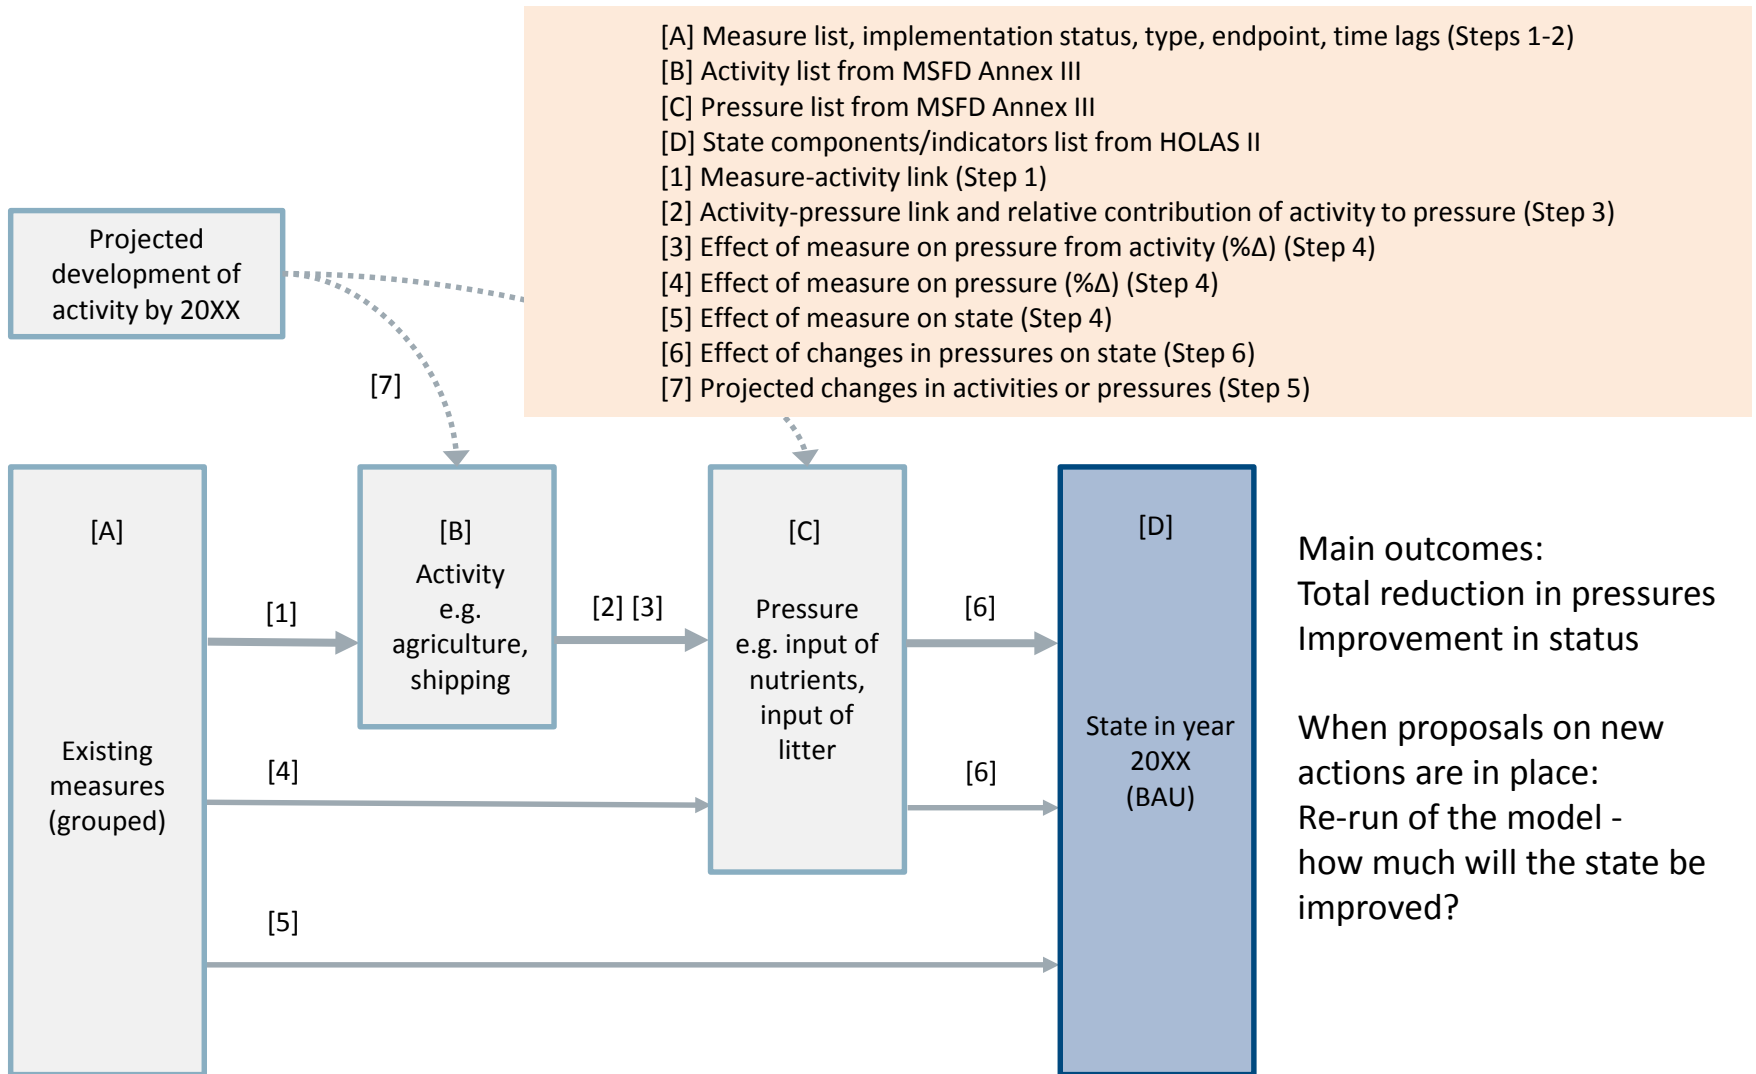 [A] Measure list, implementation status, type, endpoint, time lags (Steps 1-2)
[B] Activity list from MSFD Annex III
[C] Pressure list from MSFD Annex III
[D] State components/indicators list from HOLAS II
[1] Measure-activity link (Step 1)
[2] Activity-pressure link and relative contribution of activity to pressure (Step 3)
[3] Effect of measure on pressure from activity (%Δ) (Step 4)
[4] Effect of measure on pressure (%Δ) (Step 4)
[5] Effect of measure on state (Step 4)
[6] Effect of changes in pressures on state (Step 6)
[7] Projected changes in activities or pressures (Step 5)
Projected
development of
activity by 20XX
[7]
[A]
Existing
measures
(grouped)
[1]
[4]
[5]
[B]
Activity
e.g.
agriculture,
shipping
[2] [3]
[C]
Pressure
e.g. input of
nutrients,
input of
litter
[6]
[6]
[D]
State in year
20XX
(BAU)
Main outcomes:
Total reduction in pressures
Improvement in status
When proposals on new
actions are in place:
Re-run of the model -
how much will the state be
improved?